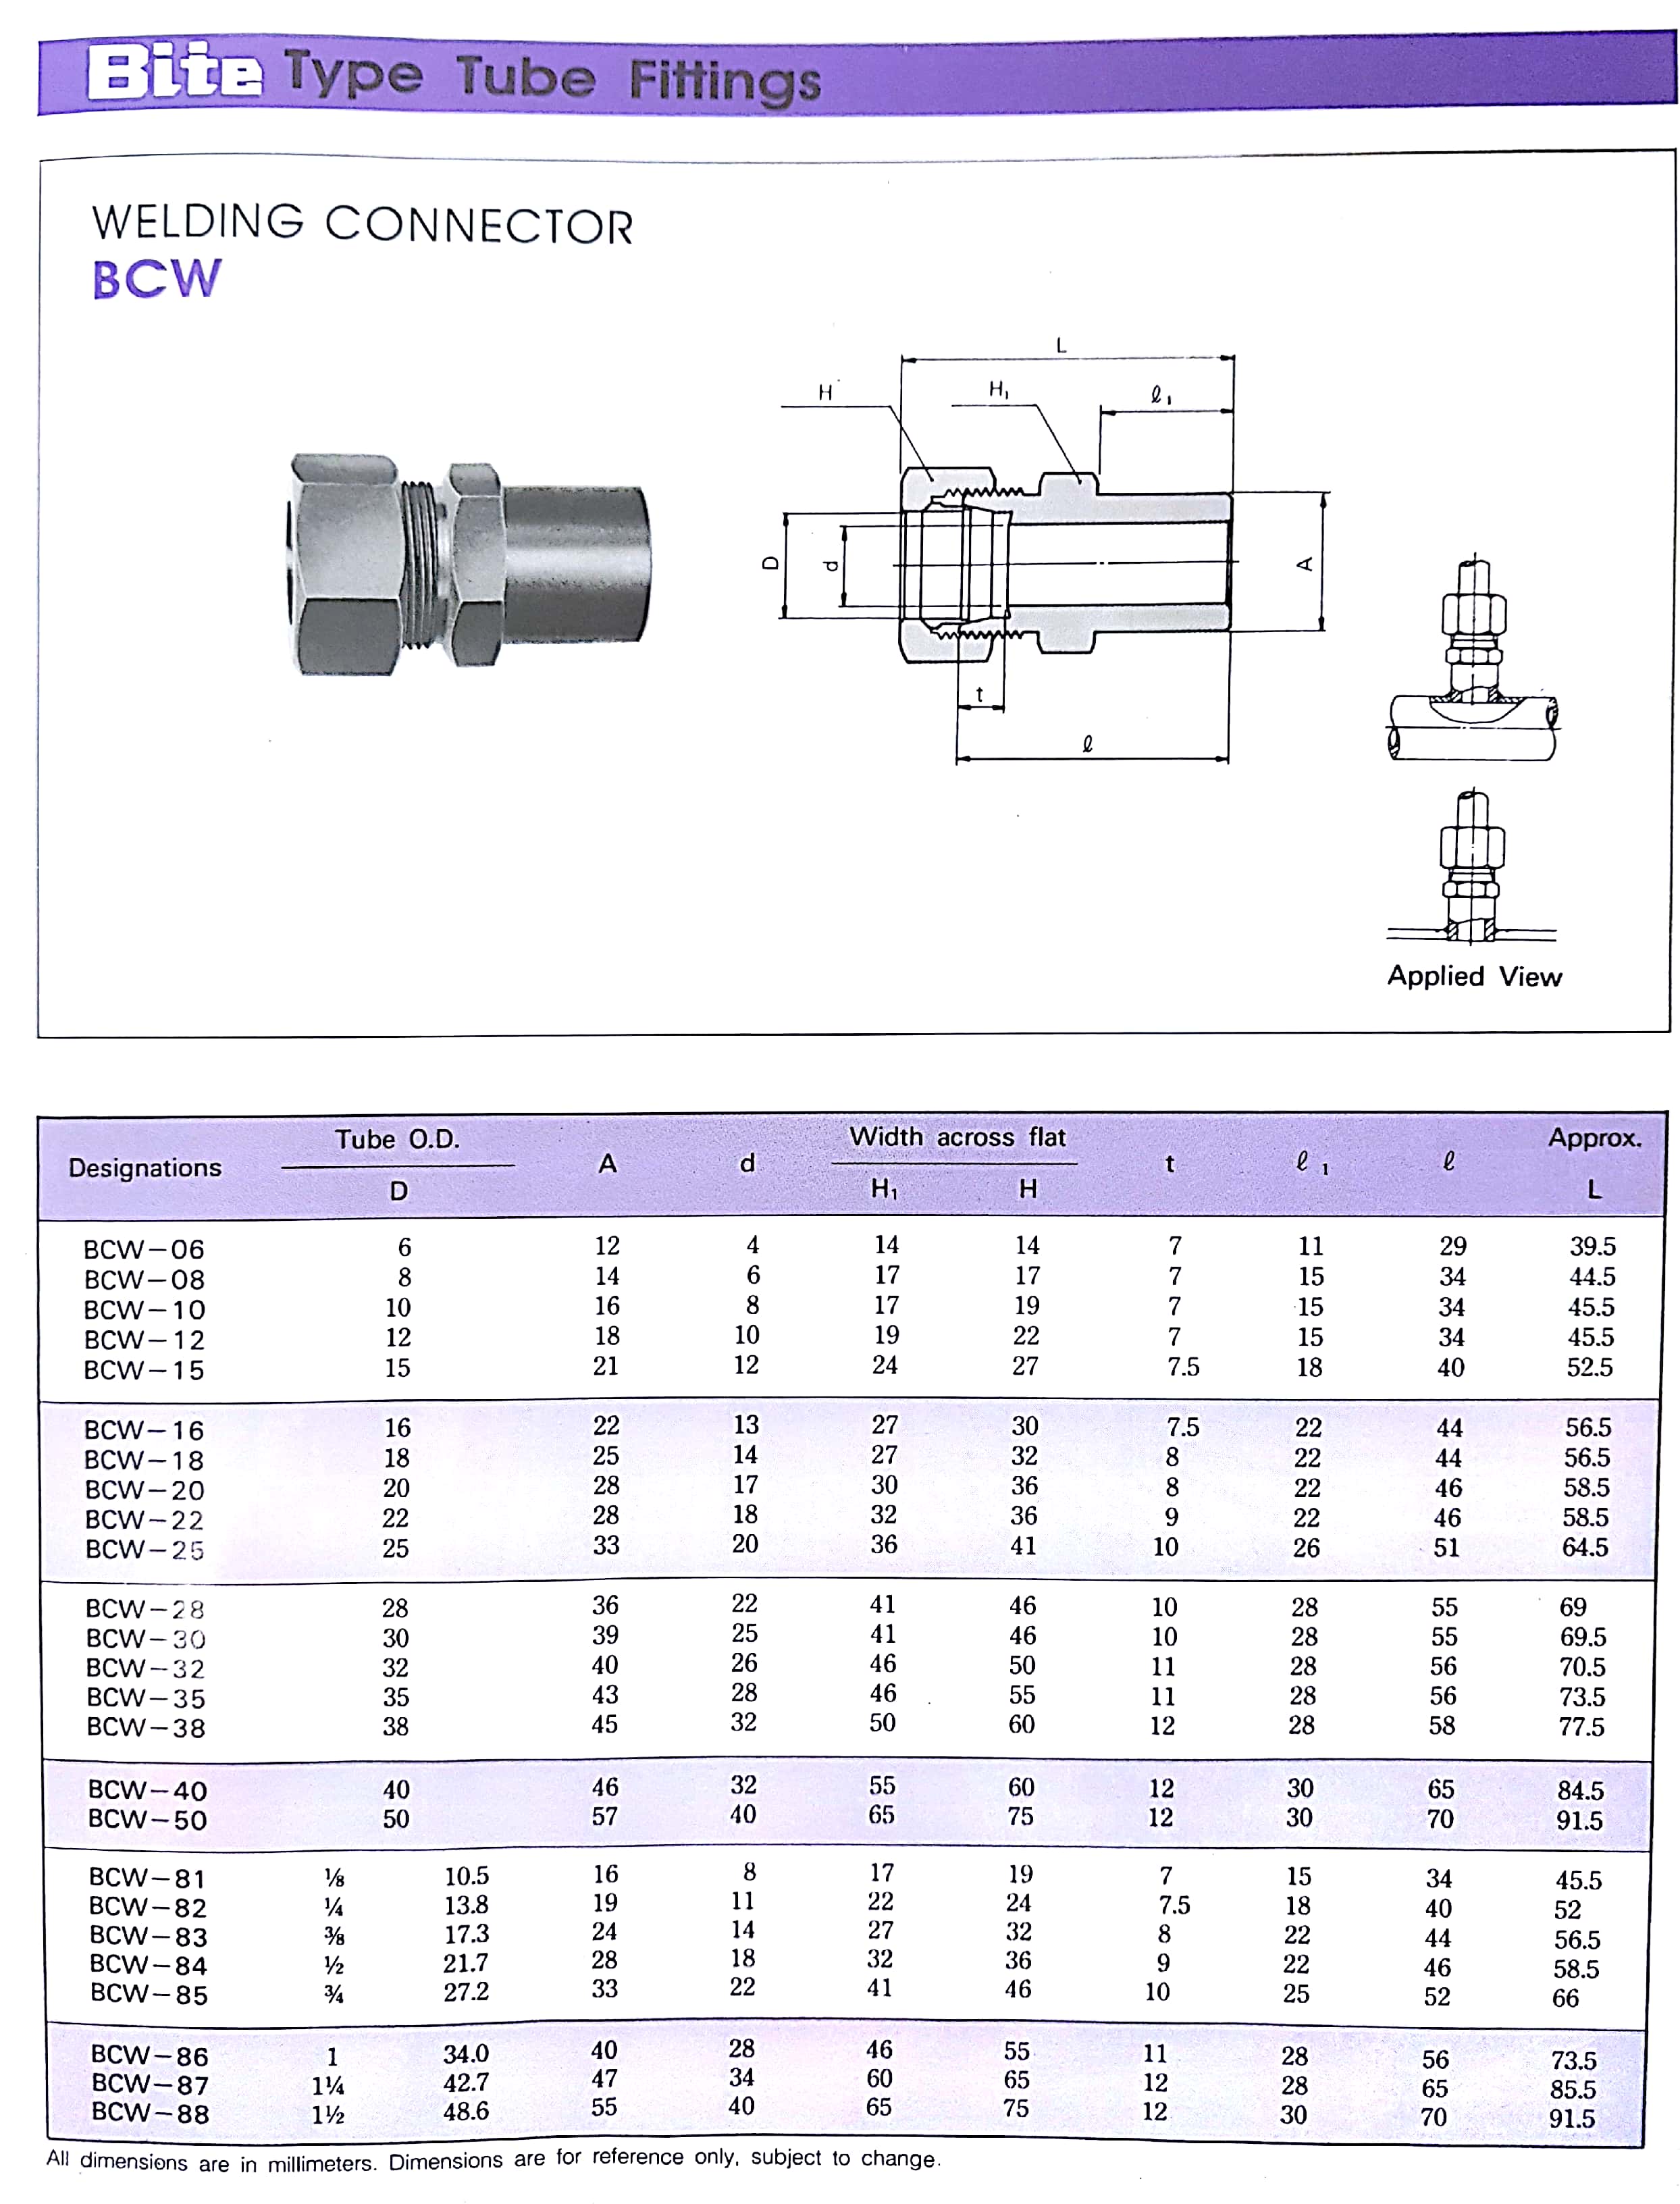 Bite Type Tube Fittings
WELDING CONNECTOR
BCW
L
H H₁ ℓ₁
D d A
t
ℓ
Applied View
Designations Tube O.D. D A d Width across flat H₁ H t ℓ₁ ℓ Approx. L
BCW-06 6 12 4 14 14 7 11 29 39.5
BCW-08 8 14 6 17 17 7 15 34 44.5
BCW-10 10 16 8 17 19 7 15 34 45.5
BCW-12 12 18 10 19 22 7 15 34 45.5
BCW-15 15 21 12 24 27 7.5 18 40 52.5
BCW-16 16 22 13 27 30 7.5 22 44 56.5
BCW-18 18 25 14 27 32 8 22 44 56.5
BCW-20 20 28 17 30 36 8 22 46 58.5
BCW-22 22 28 18 32 36 9 22 46 58.5
BCW-25 25 33 20 36 41 10 26 51 64.5
BCW-28 28 36 22 41 46 10 28 55 69
BCW-30 30 39 25 41 46 10 28 55 69.5
BCW-32 32 40 26 46 50 11 28 56 70.5
BCW-35 35 43 28 46 55 11 28 56 73.5
BCW-38 38 45 32 50 60 12 28 58 77.5
BCW-40 40 46 32 55 60 12 30 65 84.5
BCW-50 50 57 40 65 75 12 30 70 91.5
BCW-81 ⅛ 10.5 16 8 17 19 7 15 34 45.5
BCW-82 ¼ 13.8 19 11 22 24 7.5 18 40 52
BCW-83 ⅜ 17.3 24 14 27 32 8 22 44 56.5
BCW-84 ½ 21.7 28 18 32 36 9 22 46 58.5
BCW-85 ¾ 27.2 33 22 41 46 10 25 52 66
BCW-86 1 34.0 40 28 46 55 11 28 56 73.5
BCW-87 1¼ 42.7 47 34 60 65 12 28 65 85.5
BCW-88 1½ 48.6 55 40 65 75 12 30 70 91.5
All dimensions are in millimeters. Dimensions are for reference only, subject to change.